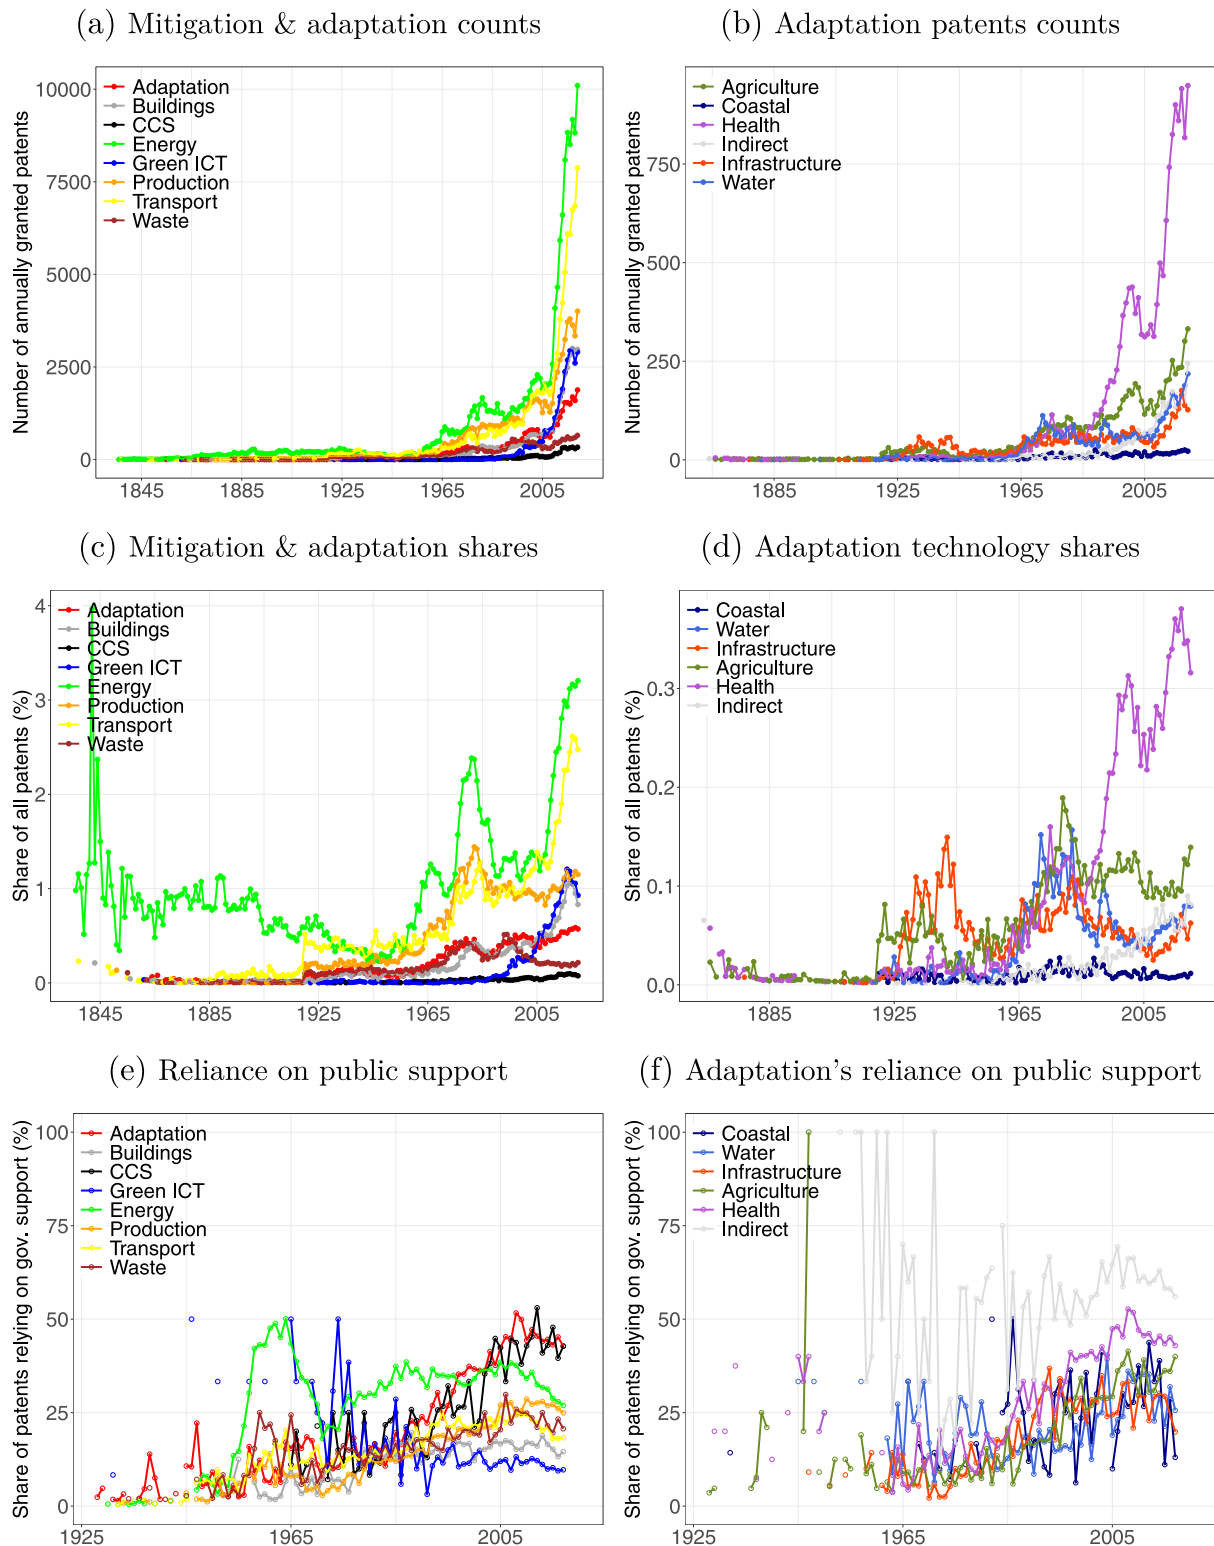 (a) Mitigation & adaptation counts
Number of annually granted patents
10000
7500
5000
2500
0
Adaptation
Buildings
CCS
Energy
Green ICT
Production
Transport
Waste
1845 1885 1925 1965 2005
(b) Adaptation patents counts
Number of annually granted patents
750
500
250
0
Agriculture
Coastal
Health
Indirect
Infrastructure
Water
1885 1925 1965 2005
(c) Mitigation & adaptation shares
Share of all patents (%)
4
3
2
1
0
Adaptation
Buildings
CCS
Green ICT
Energy
Production
Transport
Waste
1845 1885 1925 1965 2005
(d) Adaptation technology shares
Share of all patents (%)
0.3
0.2
0.1
0.0
Coastal
Water
Infrastructure
Agriculture
Health
Indirect
1885 1925 1965 2005
(e) Reliance on public support
Share of patents relying on gov. support (%)
100
75
50
25
0
Adaptation
Buildings
CCS
Green ICT
Energy
Production
Transport
Waste
1925 1965 2005
(f) Adaptation's reliance on public support
Share of patents relying on gov. support (%)
100
75
50
25
0
Coastal
Water
Infrastructure
Agriculture
Health
Indirect
1925 1965 2005